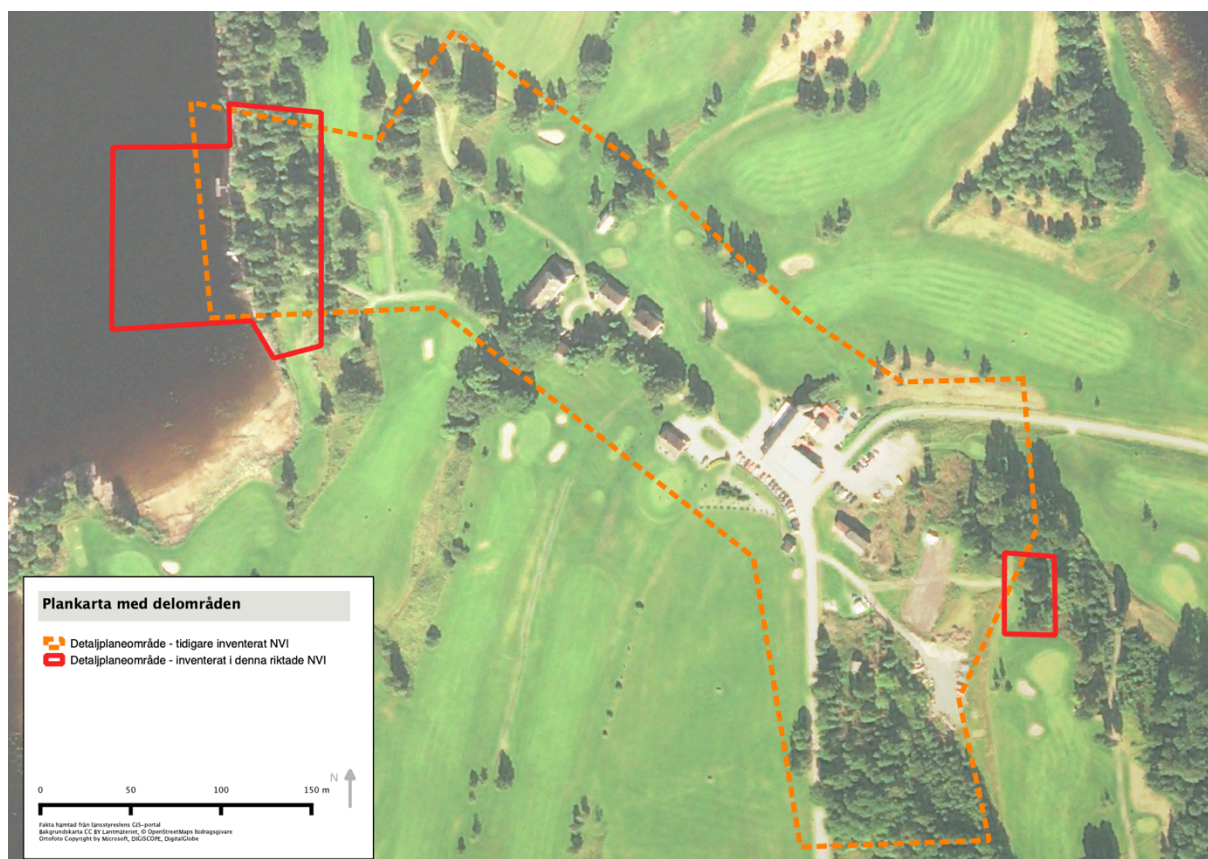 Plankarta med delområden
Detaljplaneområde - tidigare inventerat NVI
Detaljplaneområde - inventerat i denna riktade NVI
N
0 50 100 150 m
Fakta hämtad från länsstyrelsens GIS-portal
Bakgrundskarta CC BY Lantmäteriet, © OpenStreetMaps bidragsgivare
Ortofoto Copyright by Microsoft, DIGISCOPE, DigitalGlobe